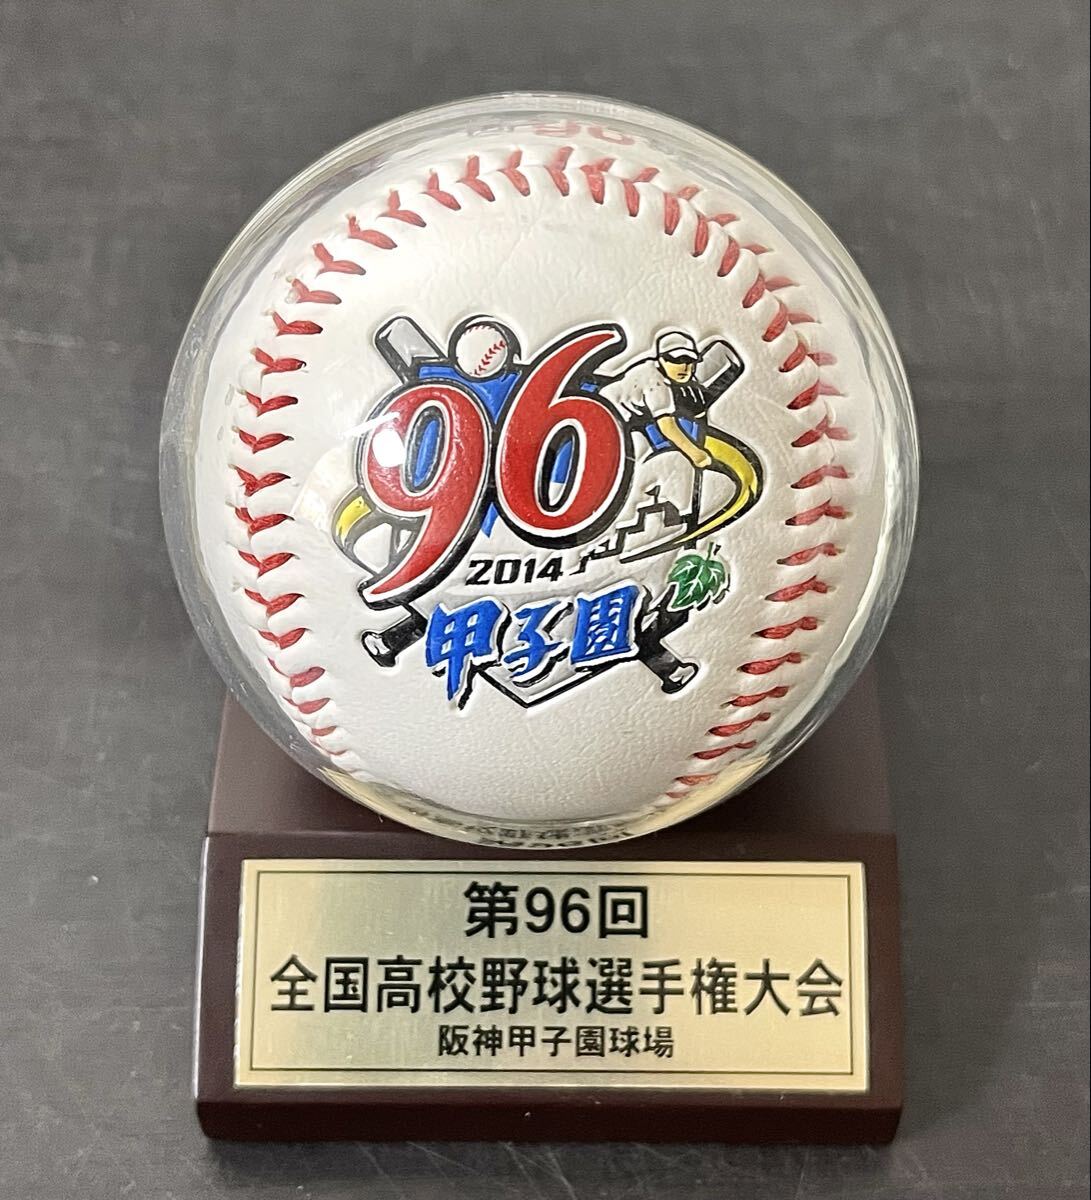 96
2014
甲子園
第96回
全国高校野球選手権大会
阪神甲子園球場